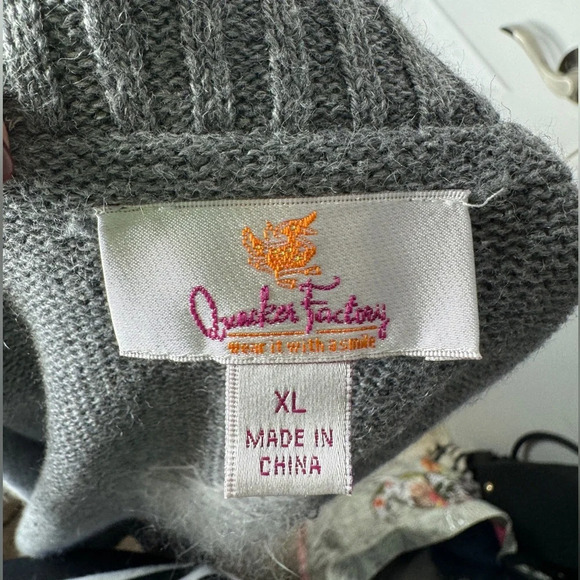 Quacker Factory
Wear it with a smile
XL
MADE IN
CHINA